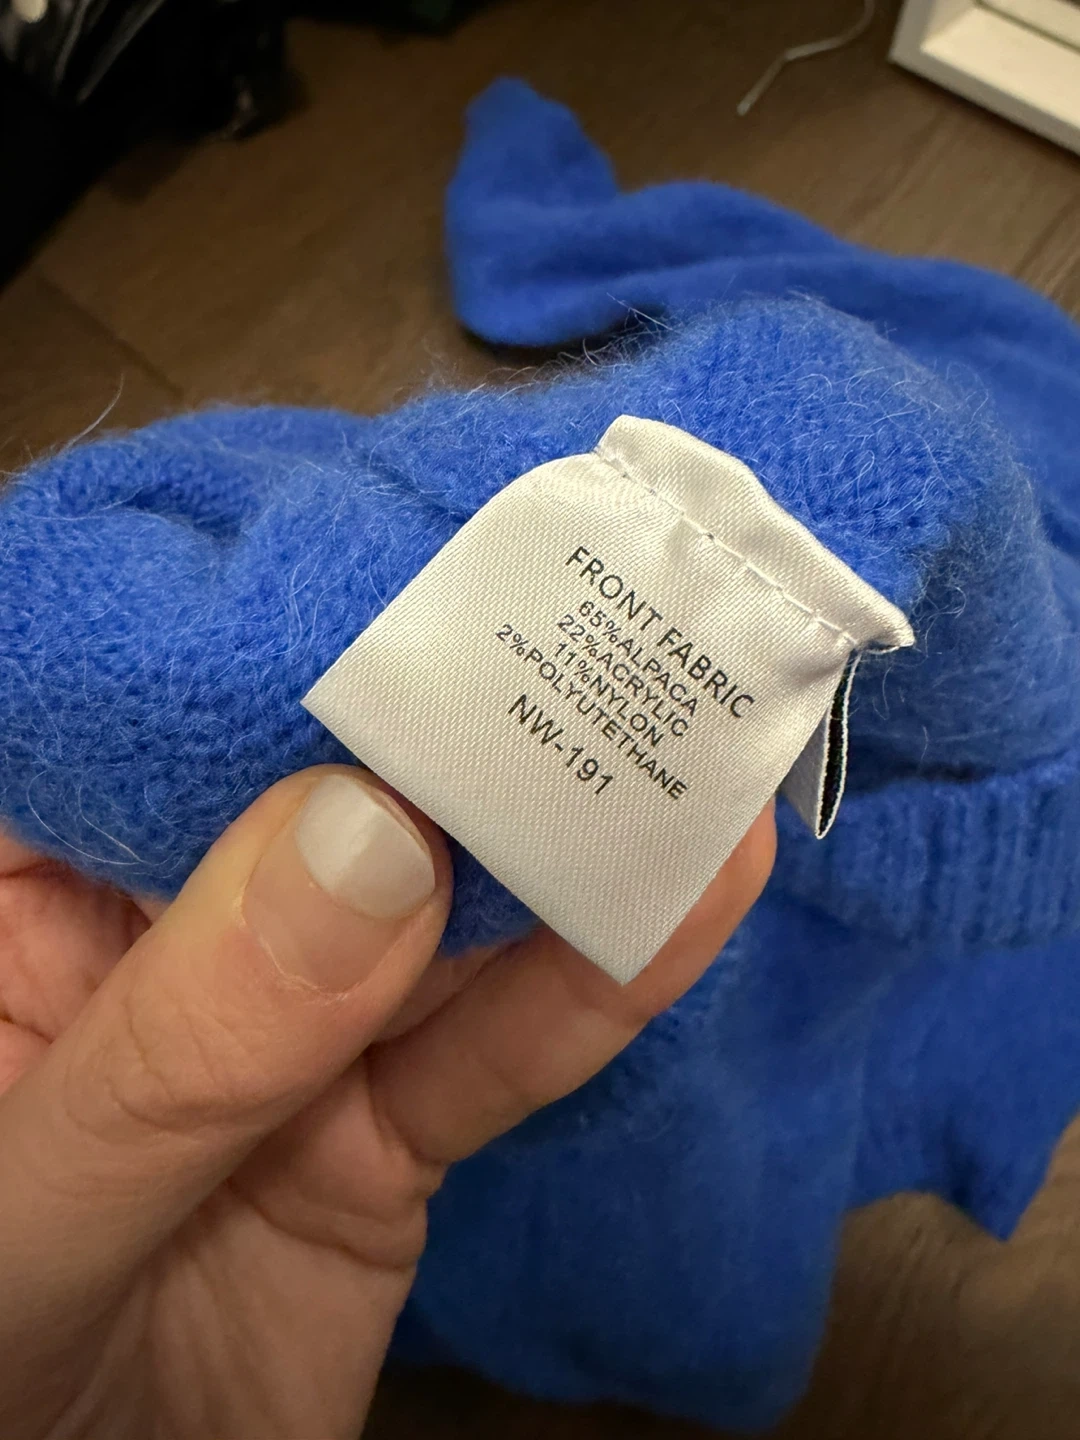 FRONT FABRIC
65%ALPACA
22%ACRYLIC
11%NYLON
2%POLYUTETHANE
NW-191